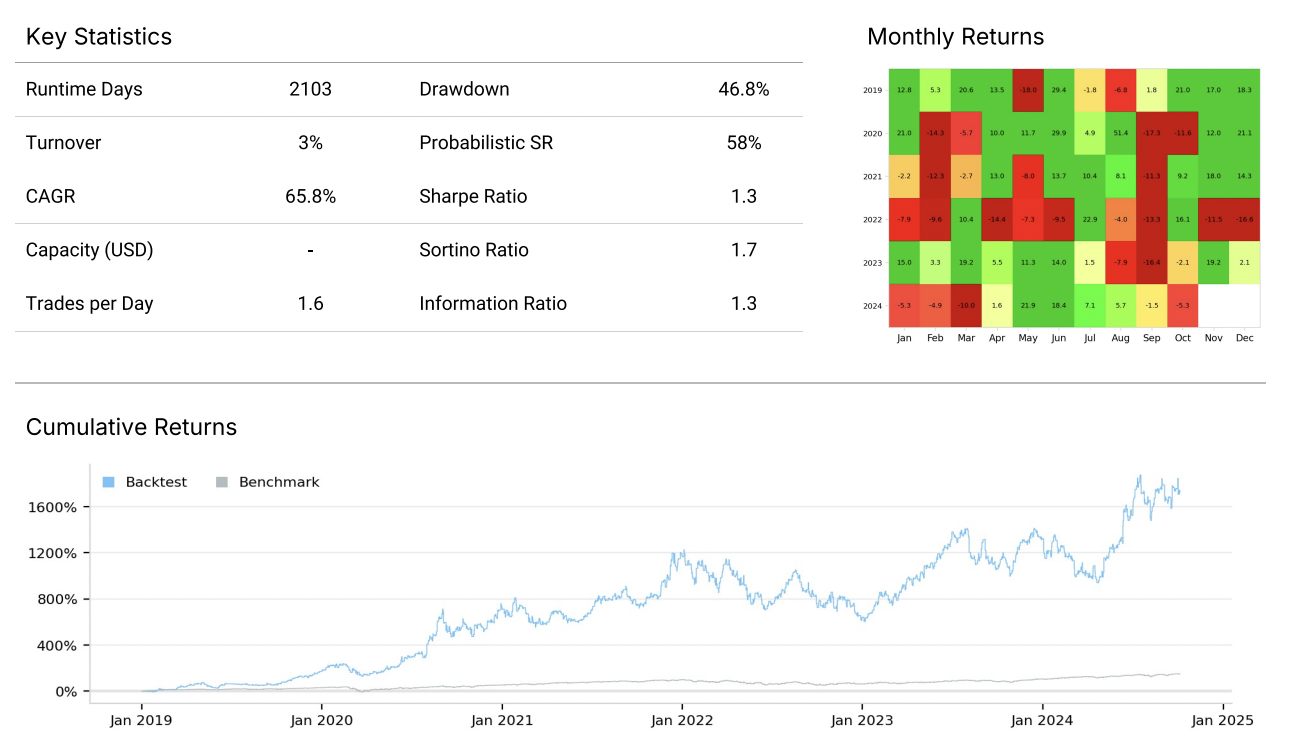 Key Statistics
Runtime Days 2103 Drawdown 46.8%
Turnover 3% Probabilistic SR 58%
CAGR 65.8% Sharpe Ratio 1.3
Capacity (USD) - Sortino Ratio 1.7
Trades per Day 1.6 Information Ratio 1.3
Monthly Returns
2019 12.8 5.3 20.6 13.5 -18.0 29.4 -1.8 -6.8 1.8 21.0 17.0 18.3
2020 21.0 -14.3 -5.7 10.0 11.7 29.9 4.9 51.4 -17.3 -11.6 12.0 21.1
2021 -2.2 -12.3 -2.7 13.0 -8.0 13.7 10.4 8.1 -11.3 9.2 18.0 14.3
2022 -7.9 -9.6 10.4 -14.4 -7.3 -9.5 22.9 -4.0 -13.3 16.1 -11.5 -16.6
2023 15.0 3.3 19.2 5.5 11.3 14.0 1.5 -7.9 -16.4 -2.1 19.2 2.1
2024 -5.3 -4.9 -10.0 1.6 21.9 18.4 7.1 5.7 -1.5 -5.3
Jan Feb Mar Apr May Jun Jul Aug Sep Oct Nov Dec
Cumulative Returns
Backtest Benchmark
1600%
1200%
800%
400%
0%
Jan 2019 Jan 2020 Jan 2021 Jan 2022 Jan 2023 Jan 2024 Jan 2025